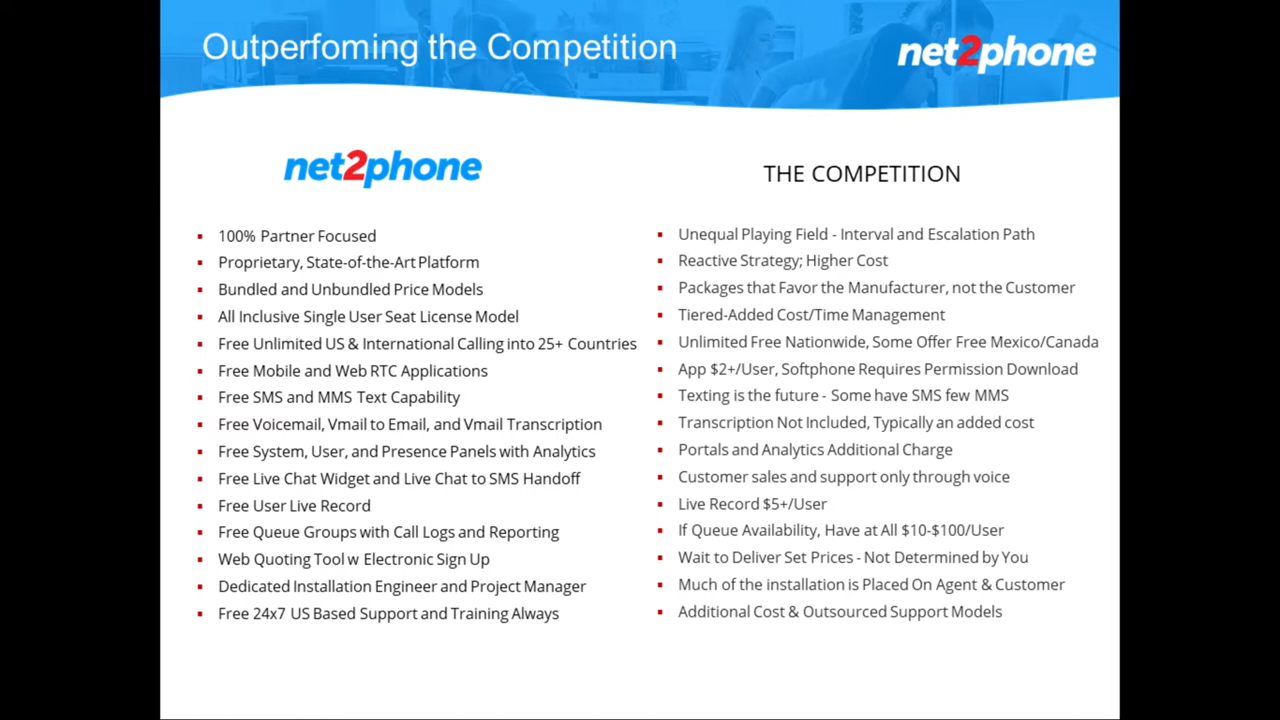 Outperfoming the Competition
net2phone
net2phone
100% Partner Focused
Proprietary, State-of-the-Art Platform
Bundled and Unbundled Price Models
All Inclusive Single User Seat License Model
Free Unlimited US & International Calling into 25+ Countries
Free Mobile and Web RTC Applications
Free SMS and MMS Text Capability
Free Voicemail, Vmail to Email, and Vmail Transcription
Free System, User, and Presence Panels with Analytics
Free Live Chat Widget and Live Chat to SMS Handoff
Free User Live Record
Free Queue Groups with Call Logs and Reporting
Web Quoting Tool w Electronic Sign Up
Dedicated Installation Engineer and Project Manager
Free 24x7 US Based Support and Training Always
THE COMPETITION
Unequal Playing Field - Interval and Escalation Path
Reactive Strategy; Higher Cost
Packages that Favor the Manufacturer, not the Customer
Tiered-Added Cost/Time Management
Unlimited Free Nationwide, Some Offer Free Mexico/Canada
App $2+/User, Softphone Requires Permission Download
Texting is the future - Some have SMS few MMS
Transcription Not Included, Typically an added cost
Portals and Analytics Additional Charge
Customer sales and support only through voice
Live Record $5+/User
If Queue Availability, Have at All $10-$100/User
Wait to Deliver Set Prices - Not Determined by You
Much of the installation is Placed On Agent & Customer
Additional Cost & Outsourced Support Models